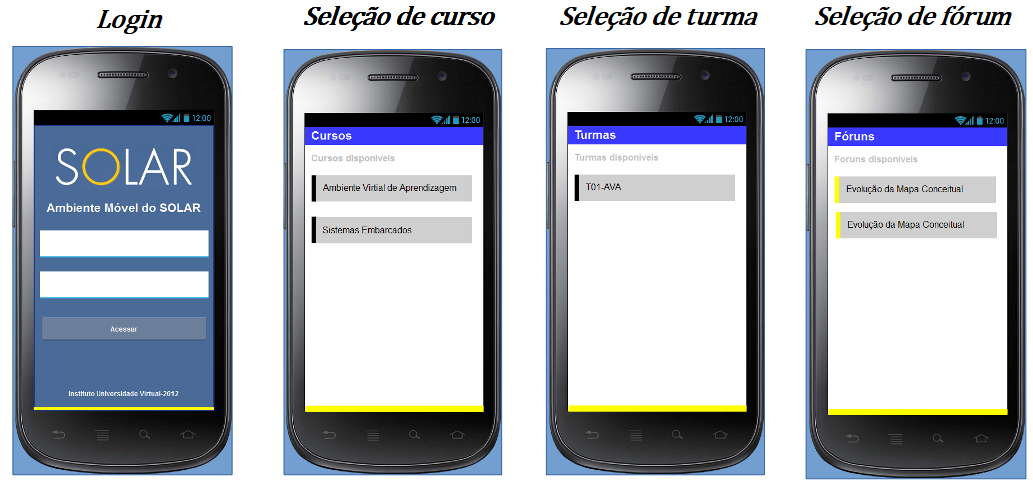 Login
12:00
SOLAR
Ambiente Móvel do SOLAR
Acessar
Instituto Universidade Virtual-2012
Seleção de curso
12:00
Cursos
Cursos disponíveis
Ambiente Virtial de Aprendizagem
Sistemas Embarcados
Seleção de turma
12:00
Turmas
Turmas disponíveis
T01-AVA
Seleção de fórum
12:00
Fóruns
Foruns disponíveis
Evolução da Mapa Conceitual
Evolução da Mapa Conceitual